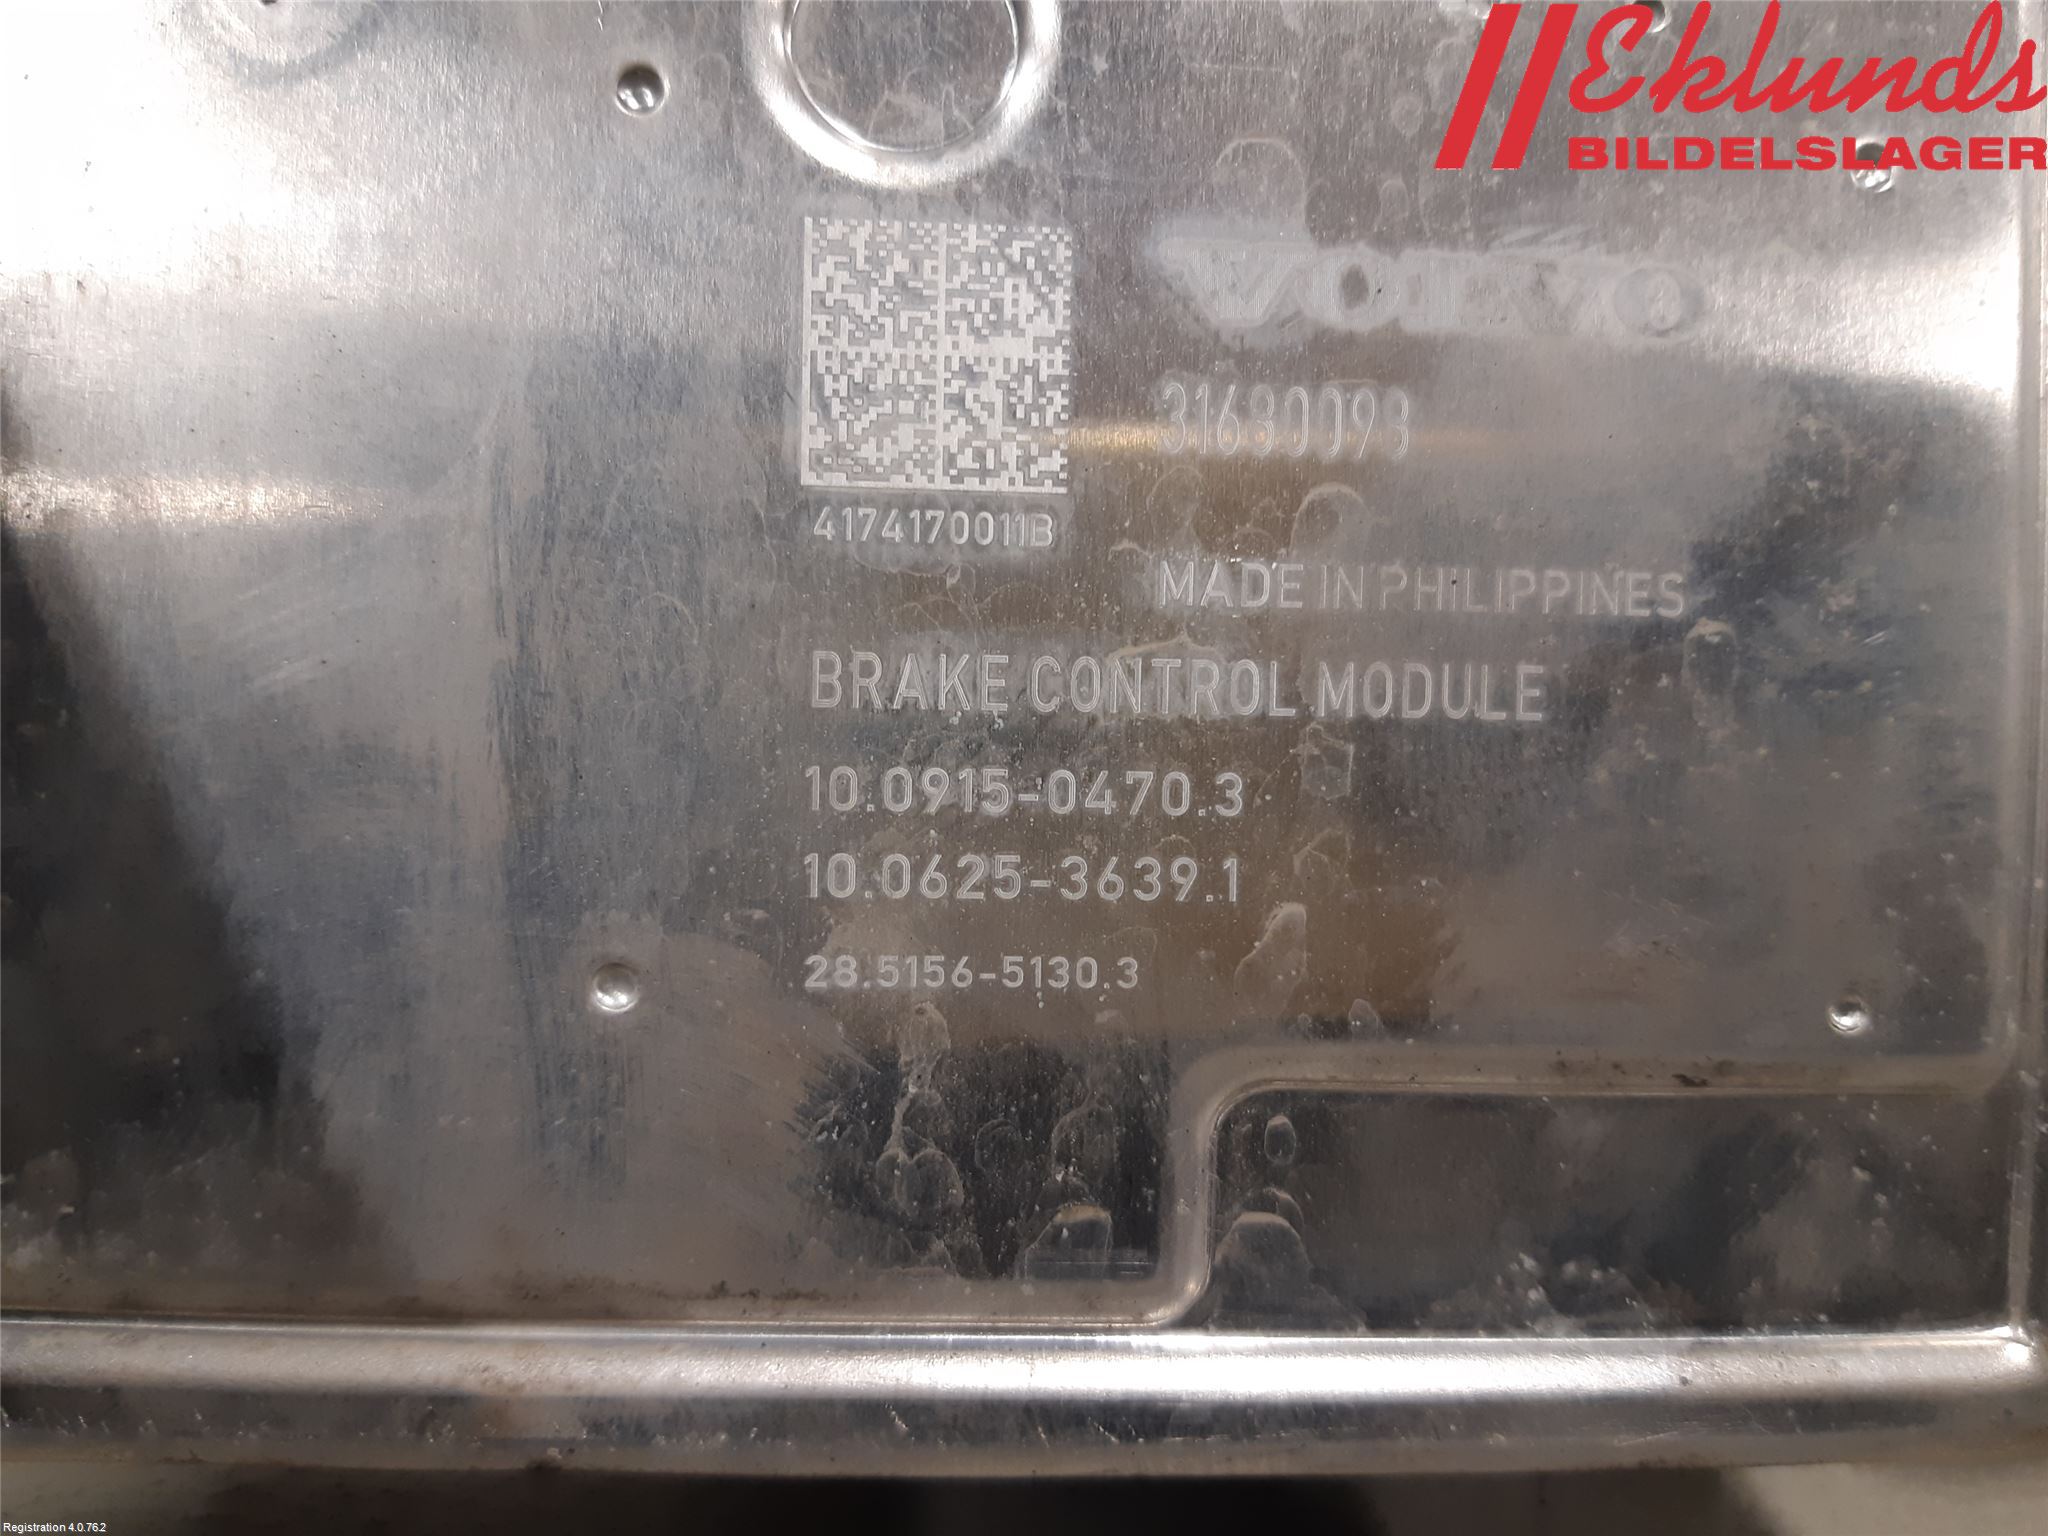 Eklunds
BILDELSLAGER
VOLVO
31680093
4174170011B
MADE IN PHILIPPINES
BRAKE CONTROL MODULE
10.0915-0470.3
10.0625-3639.1
28.5156-5130.3
Registration 4.0.762